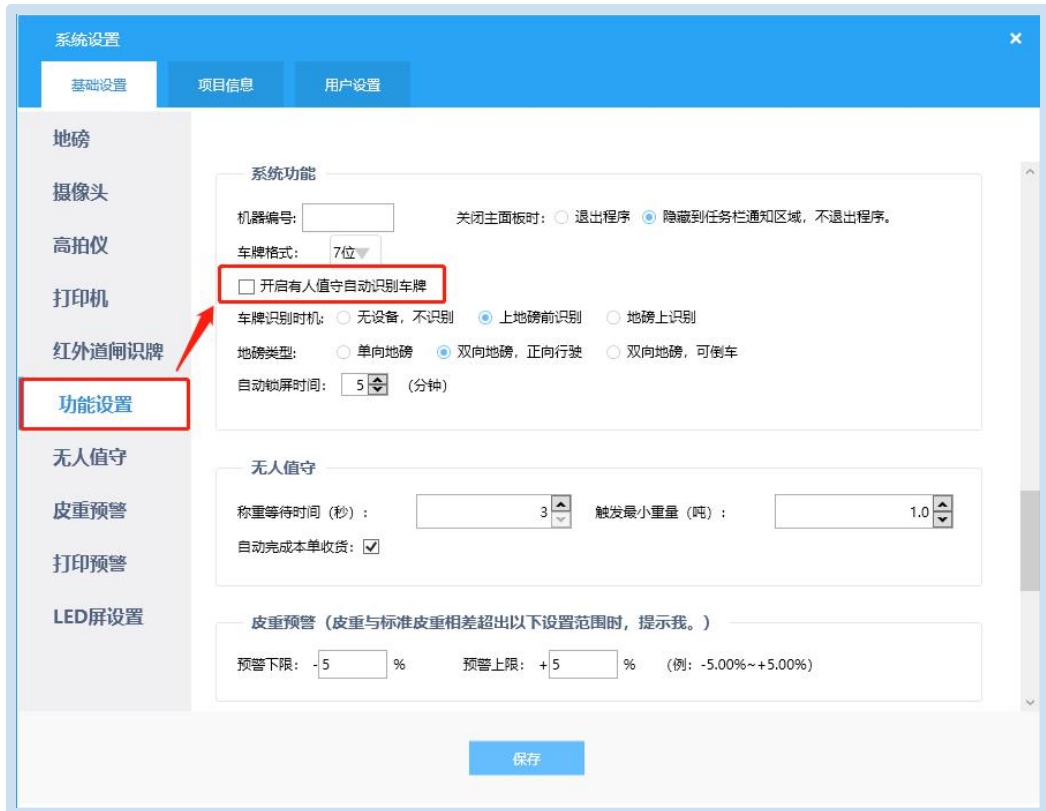 系统设置
基础设置 项目信息 用户设置
地磅
摄像头
高拍仪
打印机
红外道闸识牌
功能设置
无人值守
皮重预警
打印预警
LED屏设置
系统功能
机器编号: 关闭主面板时: 退出程序 隐藏到任务栏通知区域，不退出程序。
车牌格式: 7位
开启有人值守自动识别车牌
车牌识别时机: 无设备，不识别 上地磅前识别 地磅上识别
地磅类型: 单向地磅 双向地磅，正向行驶 双向地磅，可倒车
自动锁屏时间: 5 (分钟)
无人值守
称重等待时间（秒）: 3 触发最小重量（吨）: 1.0
自动完成本单收货:
皮重预警（皮重与标准皮重相差超出以下设置范围时，提示我。）
预警下限: -5 % 预警上限: +5 % (例: -5.00%~+5.00%)
保存